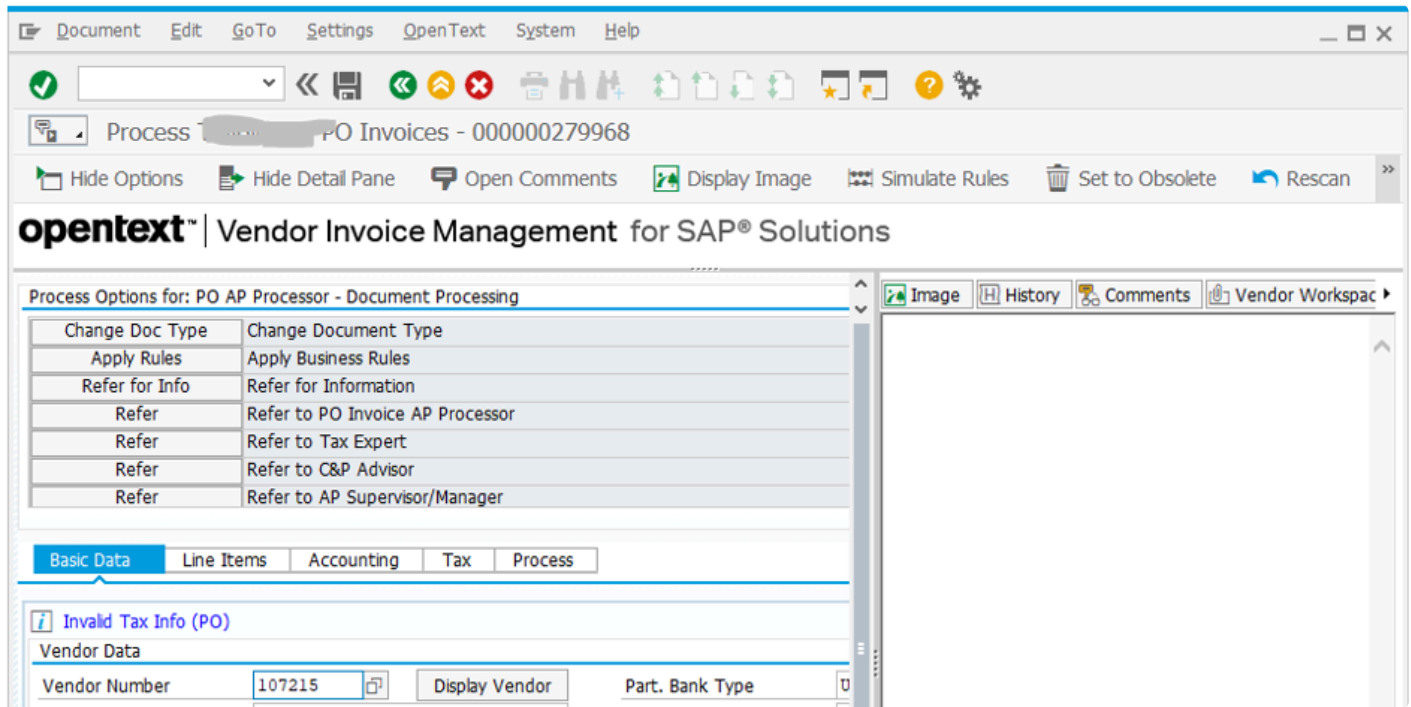 Document Edit GoTo Settings OpenText System Help
Process PO Invoices - 000000279968
Hide Options Hide Detail Pane Open Comments Display Image Simulate Rules Set to Obsolete Rescan
opentext™ | Vendor Invoice Management for SAP® Solutions
Process Options for: PO AP Processor - Document Processing
Change Doc Type Change Document Type
Apply Rules Apply Business Rules
Refer for Info Refer for Information
Refer Refer to PO Invoice AP Processor
Refer Refer to Tax Expert
Refer Refer to C&P Advisor
Refer Refer to AP Supervisor/Manager
Image History Comments Vendor Workspac
Basic Data Line Items Accounting Tax Process
Invalid Tax Info (PO)
Vendor Data
Vendor Number 107215 Display Vendor Part. Bank Type